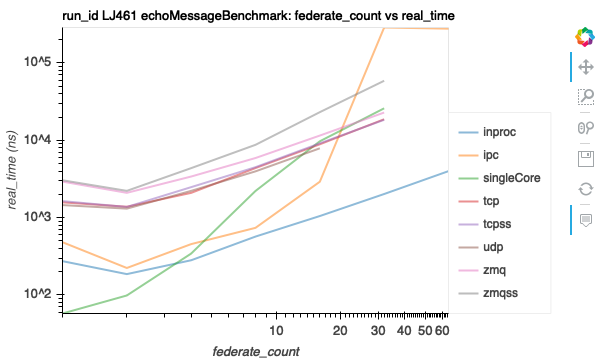 run_id LJ461 echoMessageBenchmark: federate_count vs real_time
real_time (ns)
10^5
10^4
10^3
10^2
10
20
30
40
50
60
federate_count
inproc
ipc
singleCore
tcp
tcpss
udp
zmq
zmqss